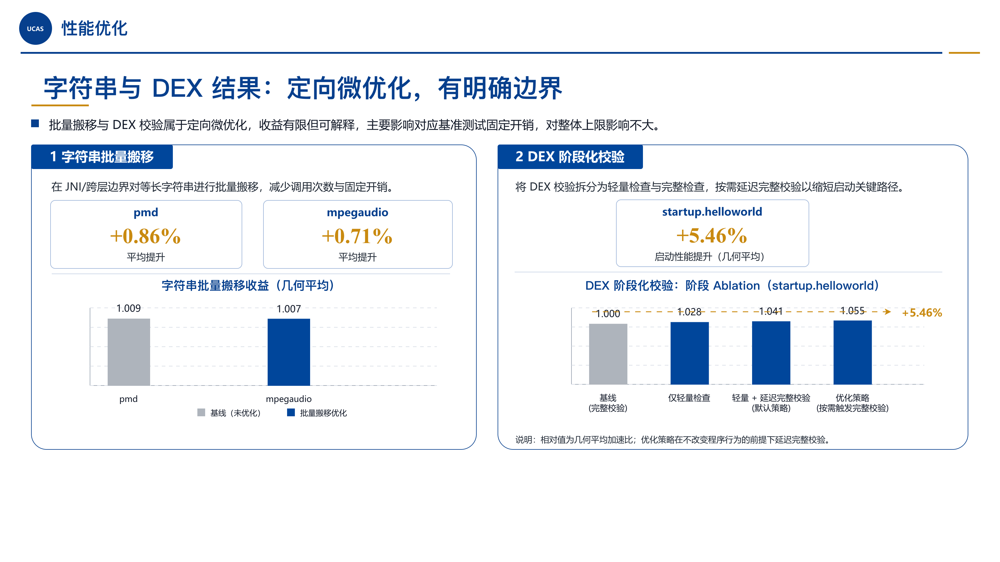 UCAS
性能优化
字符串与 DEX 结果：定向微优化，有明确边界
批量搬移与 DEX 校验属于定向微优化，收益有限但可解释，主要影响对应基准测试固定开销，对整体上限影响不大。
1 字符串批量搬移
在 JNI/跨层边界对等长字符串进行批量搬移，减少调用次数与固定开销。
pmd
+0.86%
平均提升
mpegaudio
+0.71%
平均提升
字符串批量搬移收益（几何平均）
1.009
1.007
pmd
mpegaudio
基线（未优化）
批量搬移优化
2 DEX 阶段化校验
将 DEX 校验拆分为轻量检查与完整检查，按需延迟完整校验以缩短启动关键路径。
startup.helloworld
+5.46%
启动性能提升（几何平均）
DEX 阶段化校验：阶段 Ablation（startup.helloworld）
1.000
1.028
1.041
1.055
+5.46%
基线
(完整校验)
仅轻量检查
轻量 + 延迟完整校验
(默认策略)
优化策略
(按需触发完整校验)
说明：相对值为几何平均加速比；优化策略在不改变程序行为的前提下延迟完整校验。